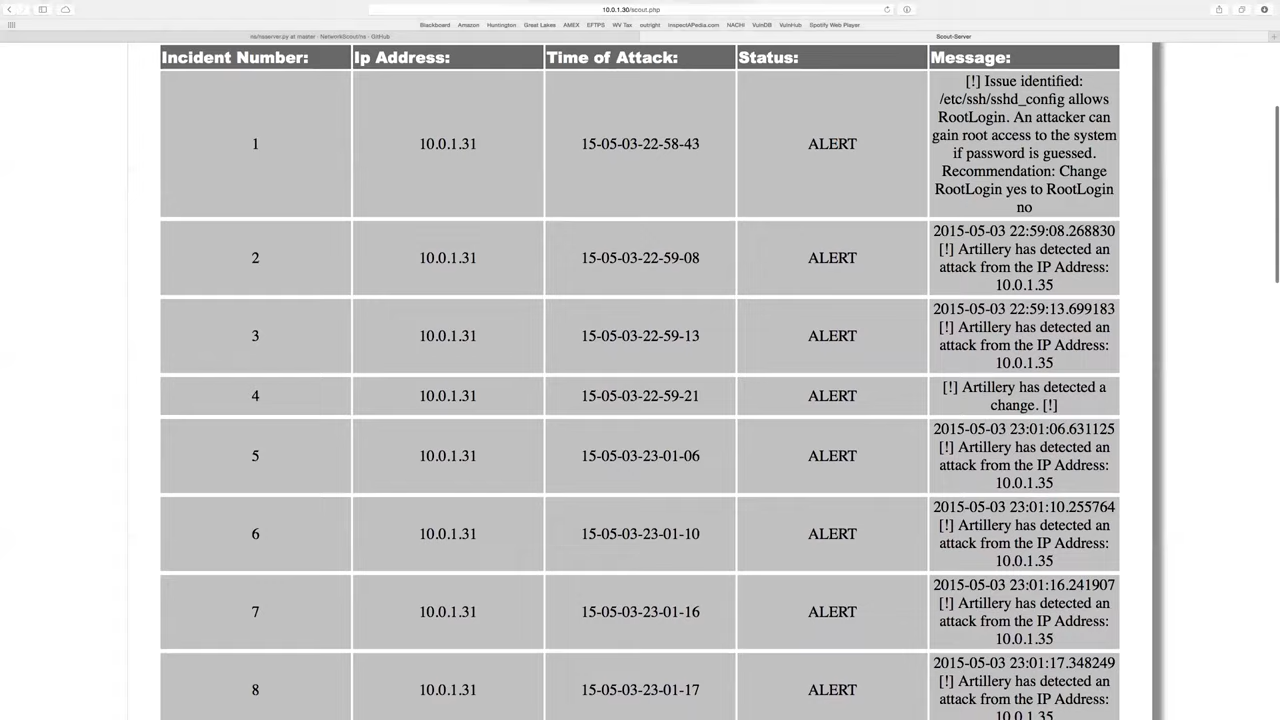 10.0.1.30/scout.php
Blackboard Amazon Huntington Great Lakes AMEX EFTPS WV Tax outright inspectAPedia.com NACHI VulnDB VulnHub Spotify Web Player
ns/nsserver.py at master · NetworkScout/ns · GitHub
Scout-Server
Incident Number: Ip Address: Time of Attack: Status: Message:
1 10.0.1.31 15-05-03-22-58-43 ALERT
[!] Issue identified:
/etc/ssh/sshd_config allows
RootLogin. An attacker can
gain root access to the system
if password is guessed.
Recommendation: Change
RootLogin yes to RootLogin
no
2 10.0.1.31 15-05-03-22-59-08 ALERT
2015-05-03 22:59:08.268830
[!] Artillery has detected an
attack from the IP Address:
10.0.1.35
3 10.0.1.31 15-05-03-22-59-13 ALERT
2015-05-03 22:59:13.699183
[!] Artillery has detected an
attack from the IP Address:
10.0.1.35
4 10.0.1.31 15-05-03-22-59-21 ALERT
[!] Artillery has detected a
change. [!]
5 10.0.1.31 15-05-03-23-01-06 ALERT
2015-05-03 23:01:06.631125
[!] Artillery has detected an
attack from the IP Address:
10.0.1.35
6 10.0.1.31 15-05-03-23-01-10 ALERT
2015-05-03 23:01:10.255764
[!] Artillery has detected an
attack from the IP Address:
10.0.1.35
7 10.0.1.31 15-05-03-23-01-16 ALERT
2015-05-03 23:01:16.241907
[!] Artillery has detected an
attack from the IP Address:
10.0.1.35
8 10.0.1.31 15-05-03-23-01-17 ALERT
2015-05-03 23:01:17.348249
[!] Artillery has detected an
attack from the IP Address:
10.0.1.35